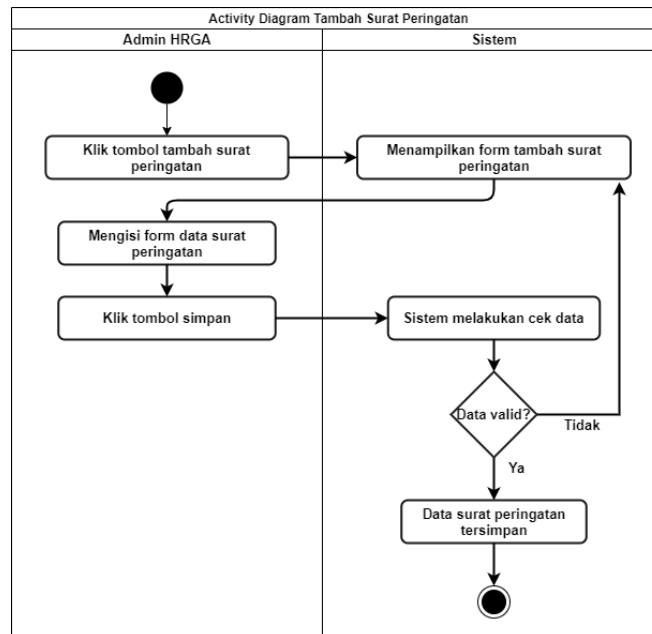 Activity Diagram Tambah Surat Peringatan
Admin HRGA
Sistem
Klik tombol tambah surat
peringatan
Menampilkan form tambah surat
peringatan
Mengisi form data surat
peringatan
Klik tombol simpan
Sistem melakukan cek data
Data valid?
Tidak
Ya
Data surat peringatan
tersimpan